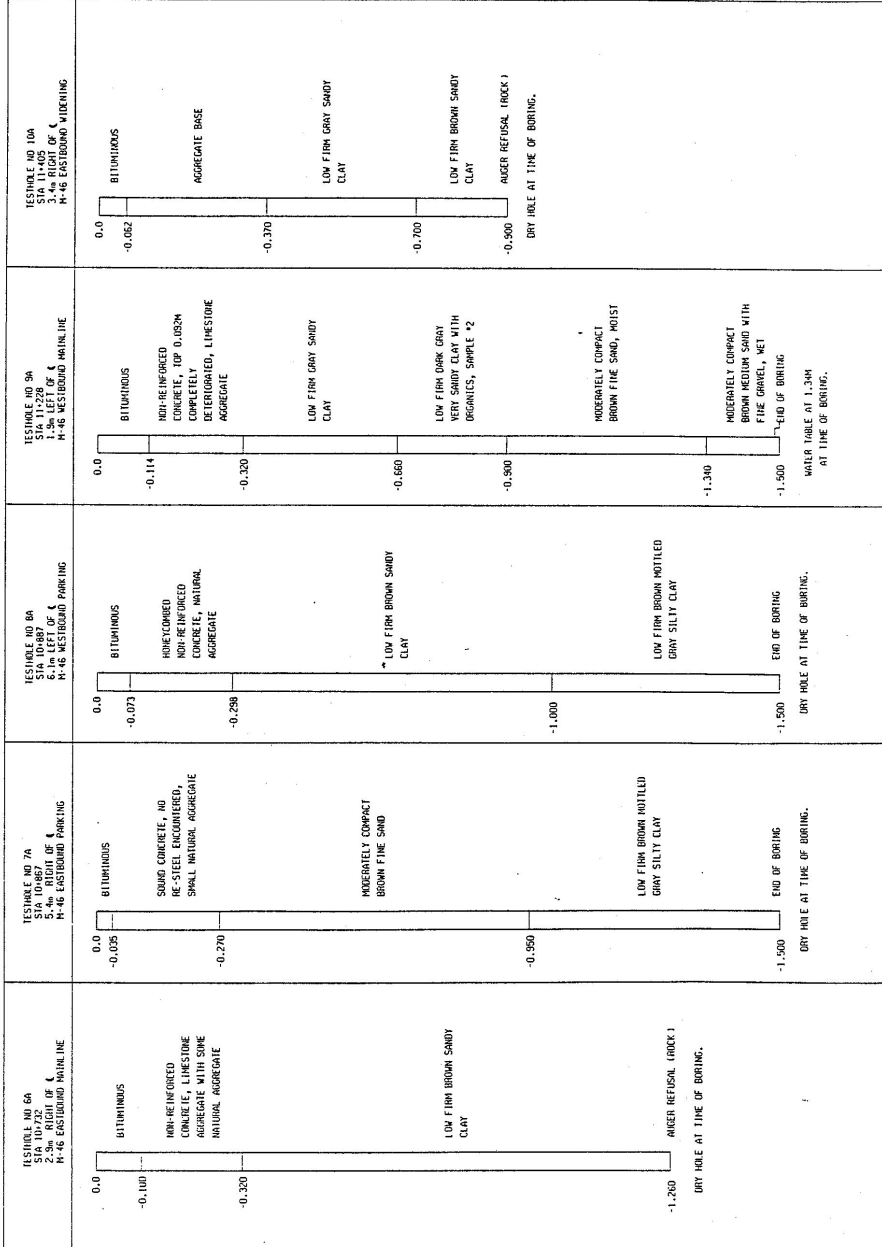 TESTHOLE NO 6A
STA 10+732
2.9m RIGHT OF ℄
M-46 EASTBOUND MAINLINE
0.0
BITUMINOUS
-0.100
NON-REINFORCED
CONCRETE, LIMESTONE
AGGREGATE WITH SOME
NATURAL AGGREGATE
-0.320
LOW FIRM BROWN SANDY
CLAY
-1.260
AUGER REFUSAL (ROCK)
DRY HOLE AT TIME OF BORING.
TESTHOLE NO 7A
STA 10+867
5.4m RIGHT OF ℄
M-46 EASTBOUND PARKING
0.0
BITUMINOUS
-0.035
SOUND CONCRETE, NO
RE-STEEL ENCOUNTERED,
SMALL NATURAL AGGREGATE
-0.270
MODERATELY COMPACT
BROWN FINE SAND
-0.950
LOW FIRM BROWN MOTTLED
GRAY SILTY CLAY
-1.500
END OF BORING
DRY HOLE AT TIME OF BORING.
TESTHOLE NO 8A
STA 10+887
6.1m LEFT OF ℄
M-46 WESTBOUND PARKING
0.0
BITUMINOUS
-0.073
HONEYCOMBED
NON-REINFORCED
CONCRETE, NATURAL
AGGREGATE
-0.298
LOW FIRM BROWN SANDY
CLAY
-1.000
LOW FIRM BROWN MOTTLED
GRAY SILTY CLAY
-1.500
END OF BORING
DRY HOLE AT TIME OF BORING.
TESTHOLE NO 9A
STA 11+228
1.9m LEFT OF ℄
M-46 WESTBOUND MAINLINE
0.0
BITUMINOUS
-0.114
NON-REINFORCED
CONCRETE, TOP 0.092M
COMPLETELY
DETERIORATED, LIMESTONE
AGGREGATE
-0.320
LOW FIRM GRAY SANDY
CLAY
-0.660
LOW FIRM DARK GRAY
VERY SANDY CLAY WITH
ORGANICS, SAMPLE #2
-0.900
MODERATELY COMPACT
BROWN FINE SAND, MOIST
-1.340
MODERATELY COMPACT
BROWN MEDIUM SAND WITH
FINE GRAVEL, WET
-1.500
END OF BORING
WATER TABLE AT 1.34M
AT TIME OF BORING.
TESTHOLE NO 10A
STA 11+405
3.4m RIGHT OF ℄
M-46 EASTBOUND WIDENING
0.0
BITUMINOUS
-0.062
AGGREGATE BASE
-0.370
LOW FIRM GRAY SANDY
CLAY
-0.700
LOW FIRM BROWN SANDY
CLAY
-0.900
AUGER REFUSAL (ROCK)
DRY HOLE AT TIME OF BORING.